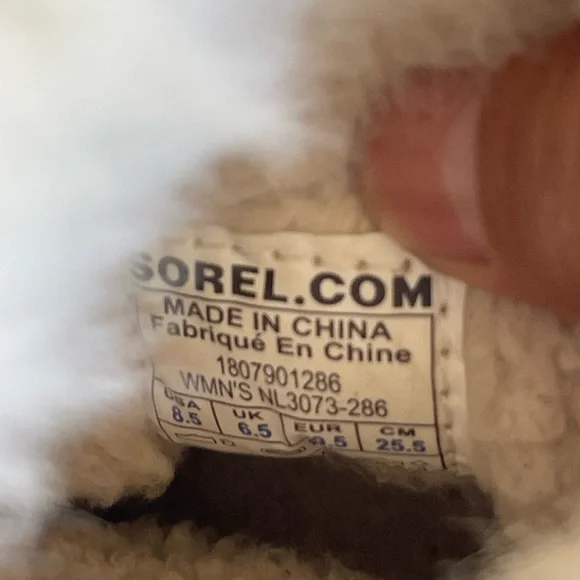 SOREL.COM
MADE IN CHINA
Fabriqué En Chine
1807901286
WMN'S NL3073-286
USA UK EUR CM
8.5 6.5 25.5